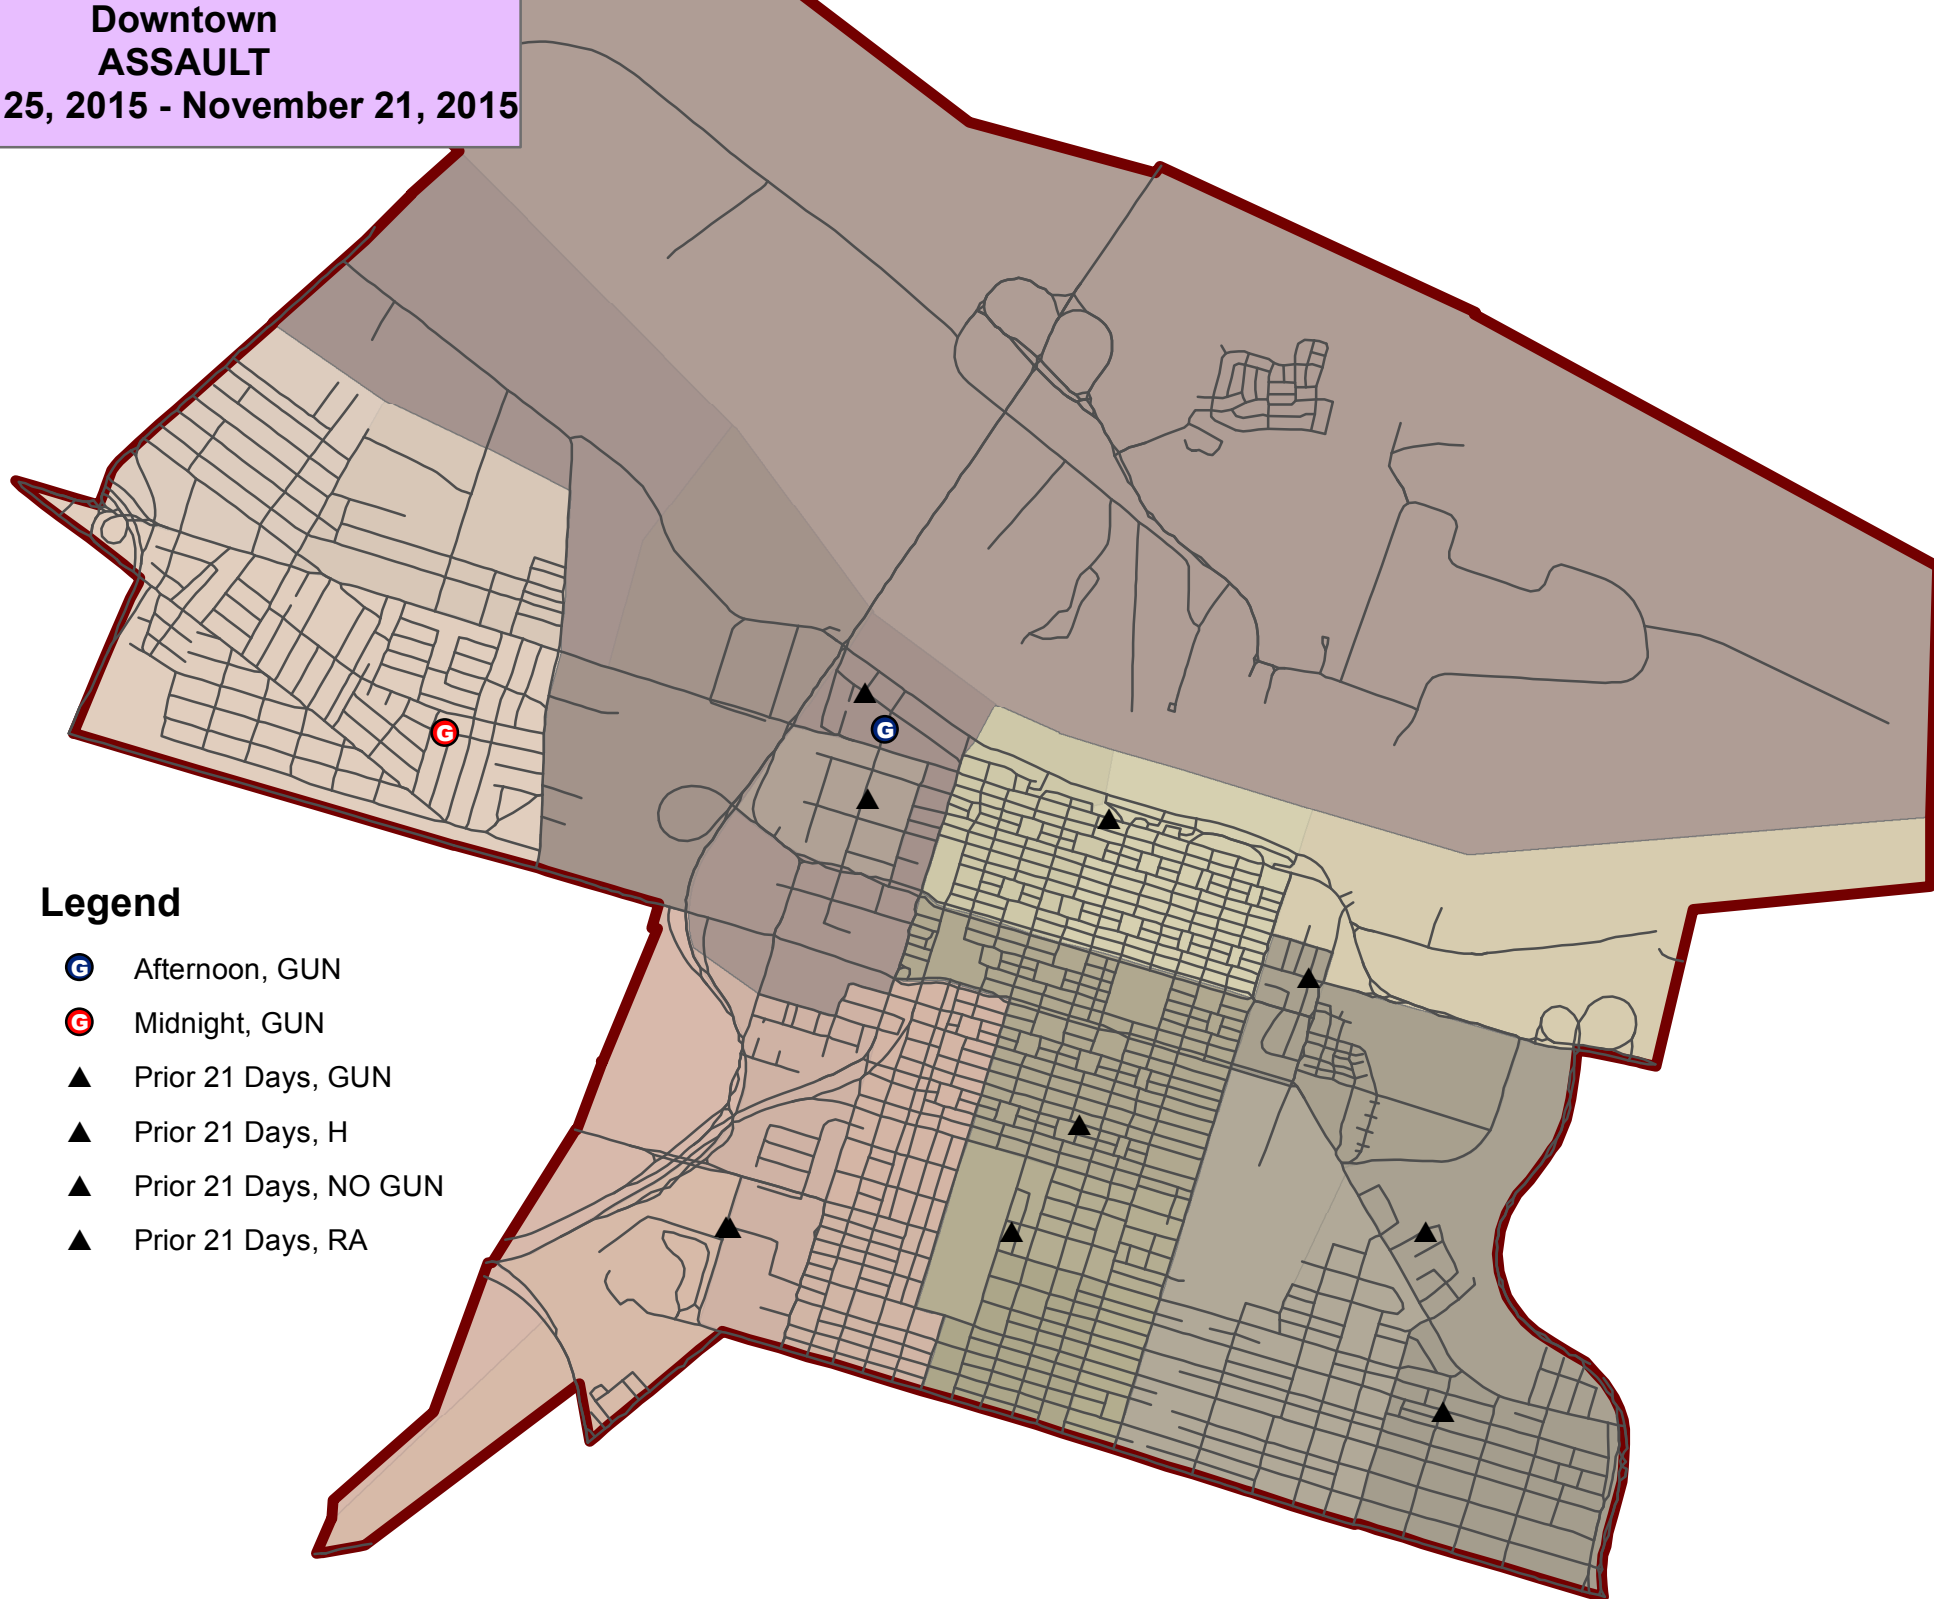 Downtown
ASSAULT
25, 2015 - November 21, 2015
G
G
Legend
G Afternoon, GUN
G Midnight, GUN
Prior 21 Days, GUN
Prior 21 Days, H
Prior 21 Days, NO GUN
Prior 21 Days, RA